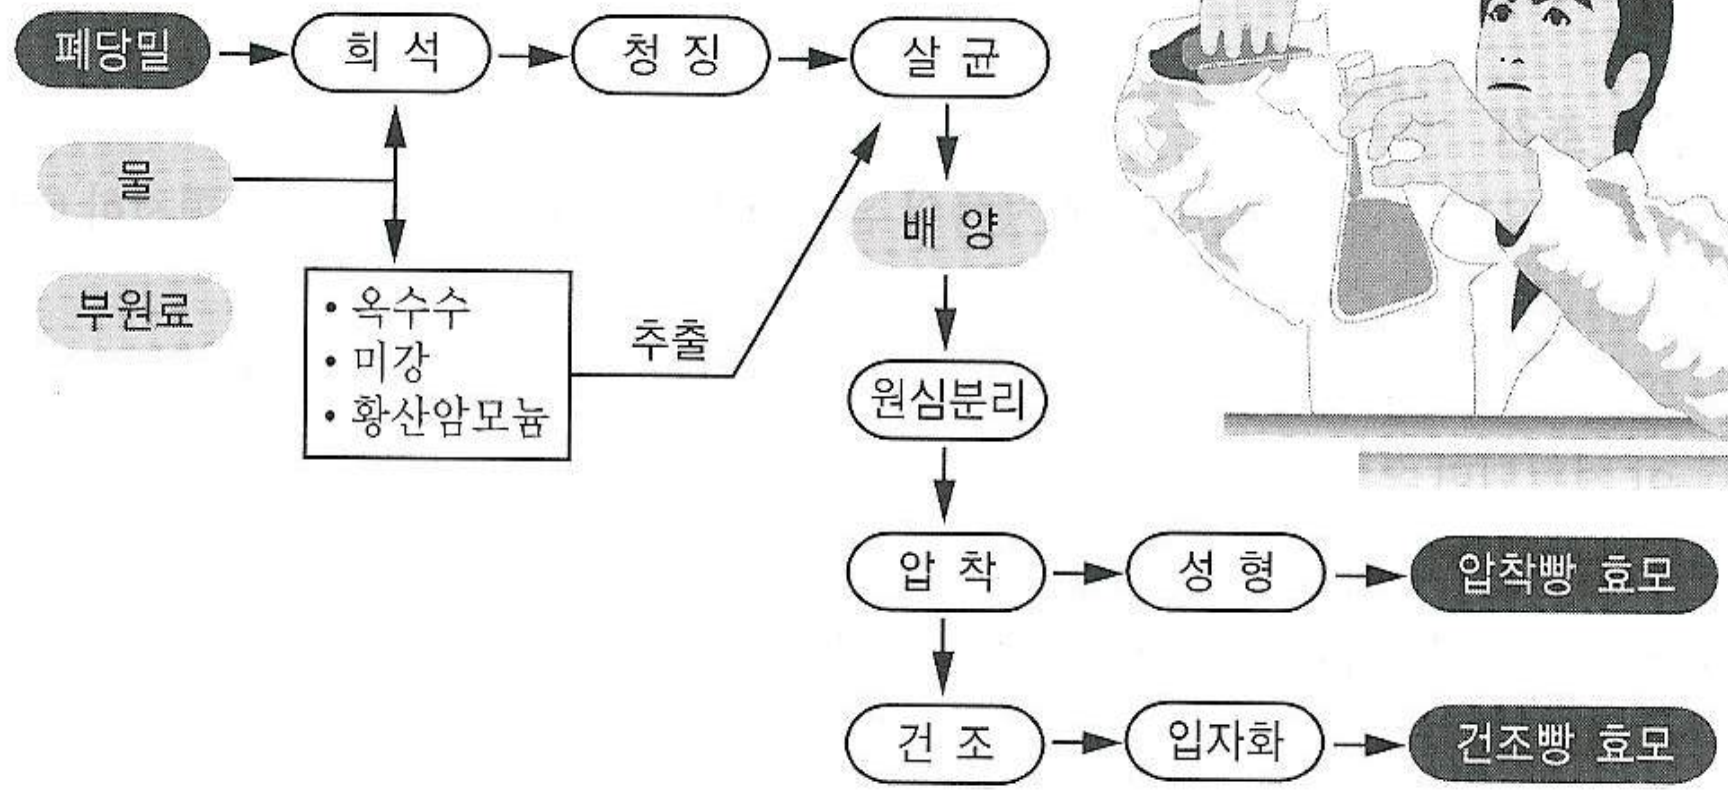 폐당밀
희석
청징
살균
물
배양
부원료
• 옥수수
• 미강
• 황산암모늄
추출
원심분리
압착
성형
압착빵 효모
건조
입자화
건조빵 효모